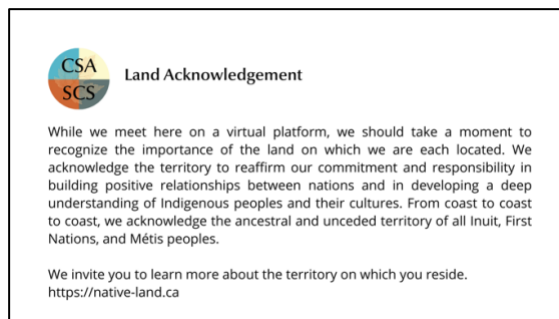 CSA
SCS
Land Acknowledgement
While we meet here on a virtual platform, we should take a moment to
recognize the importance of the land on which we are each located. We
acknowledge the territory to reaffirm our commitment and responsibility in
building positive relationships between nations and in developing a deep
understanding of Indigenous peoples and their cultures. From coast to coast
to coast, we acknowledge the ancestral and unceded territory of all Inuit, First
Nations, and Métis peoples.
We invite you to learn more about the territory on which you reside.
https://native-land.ca